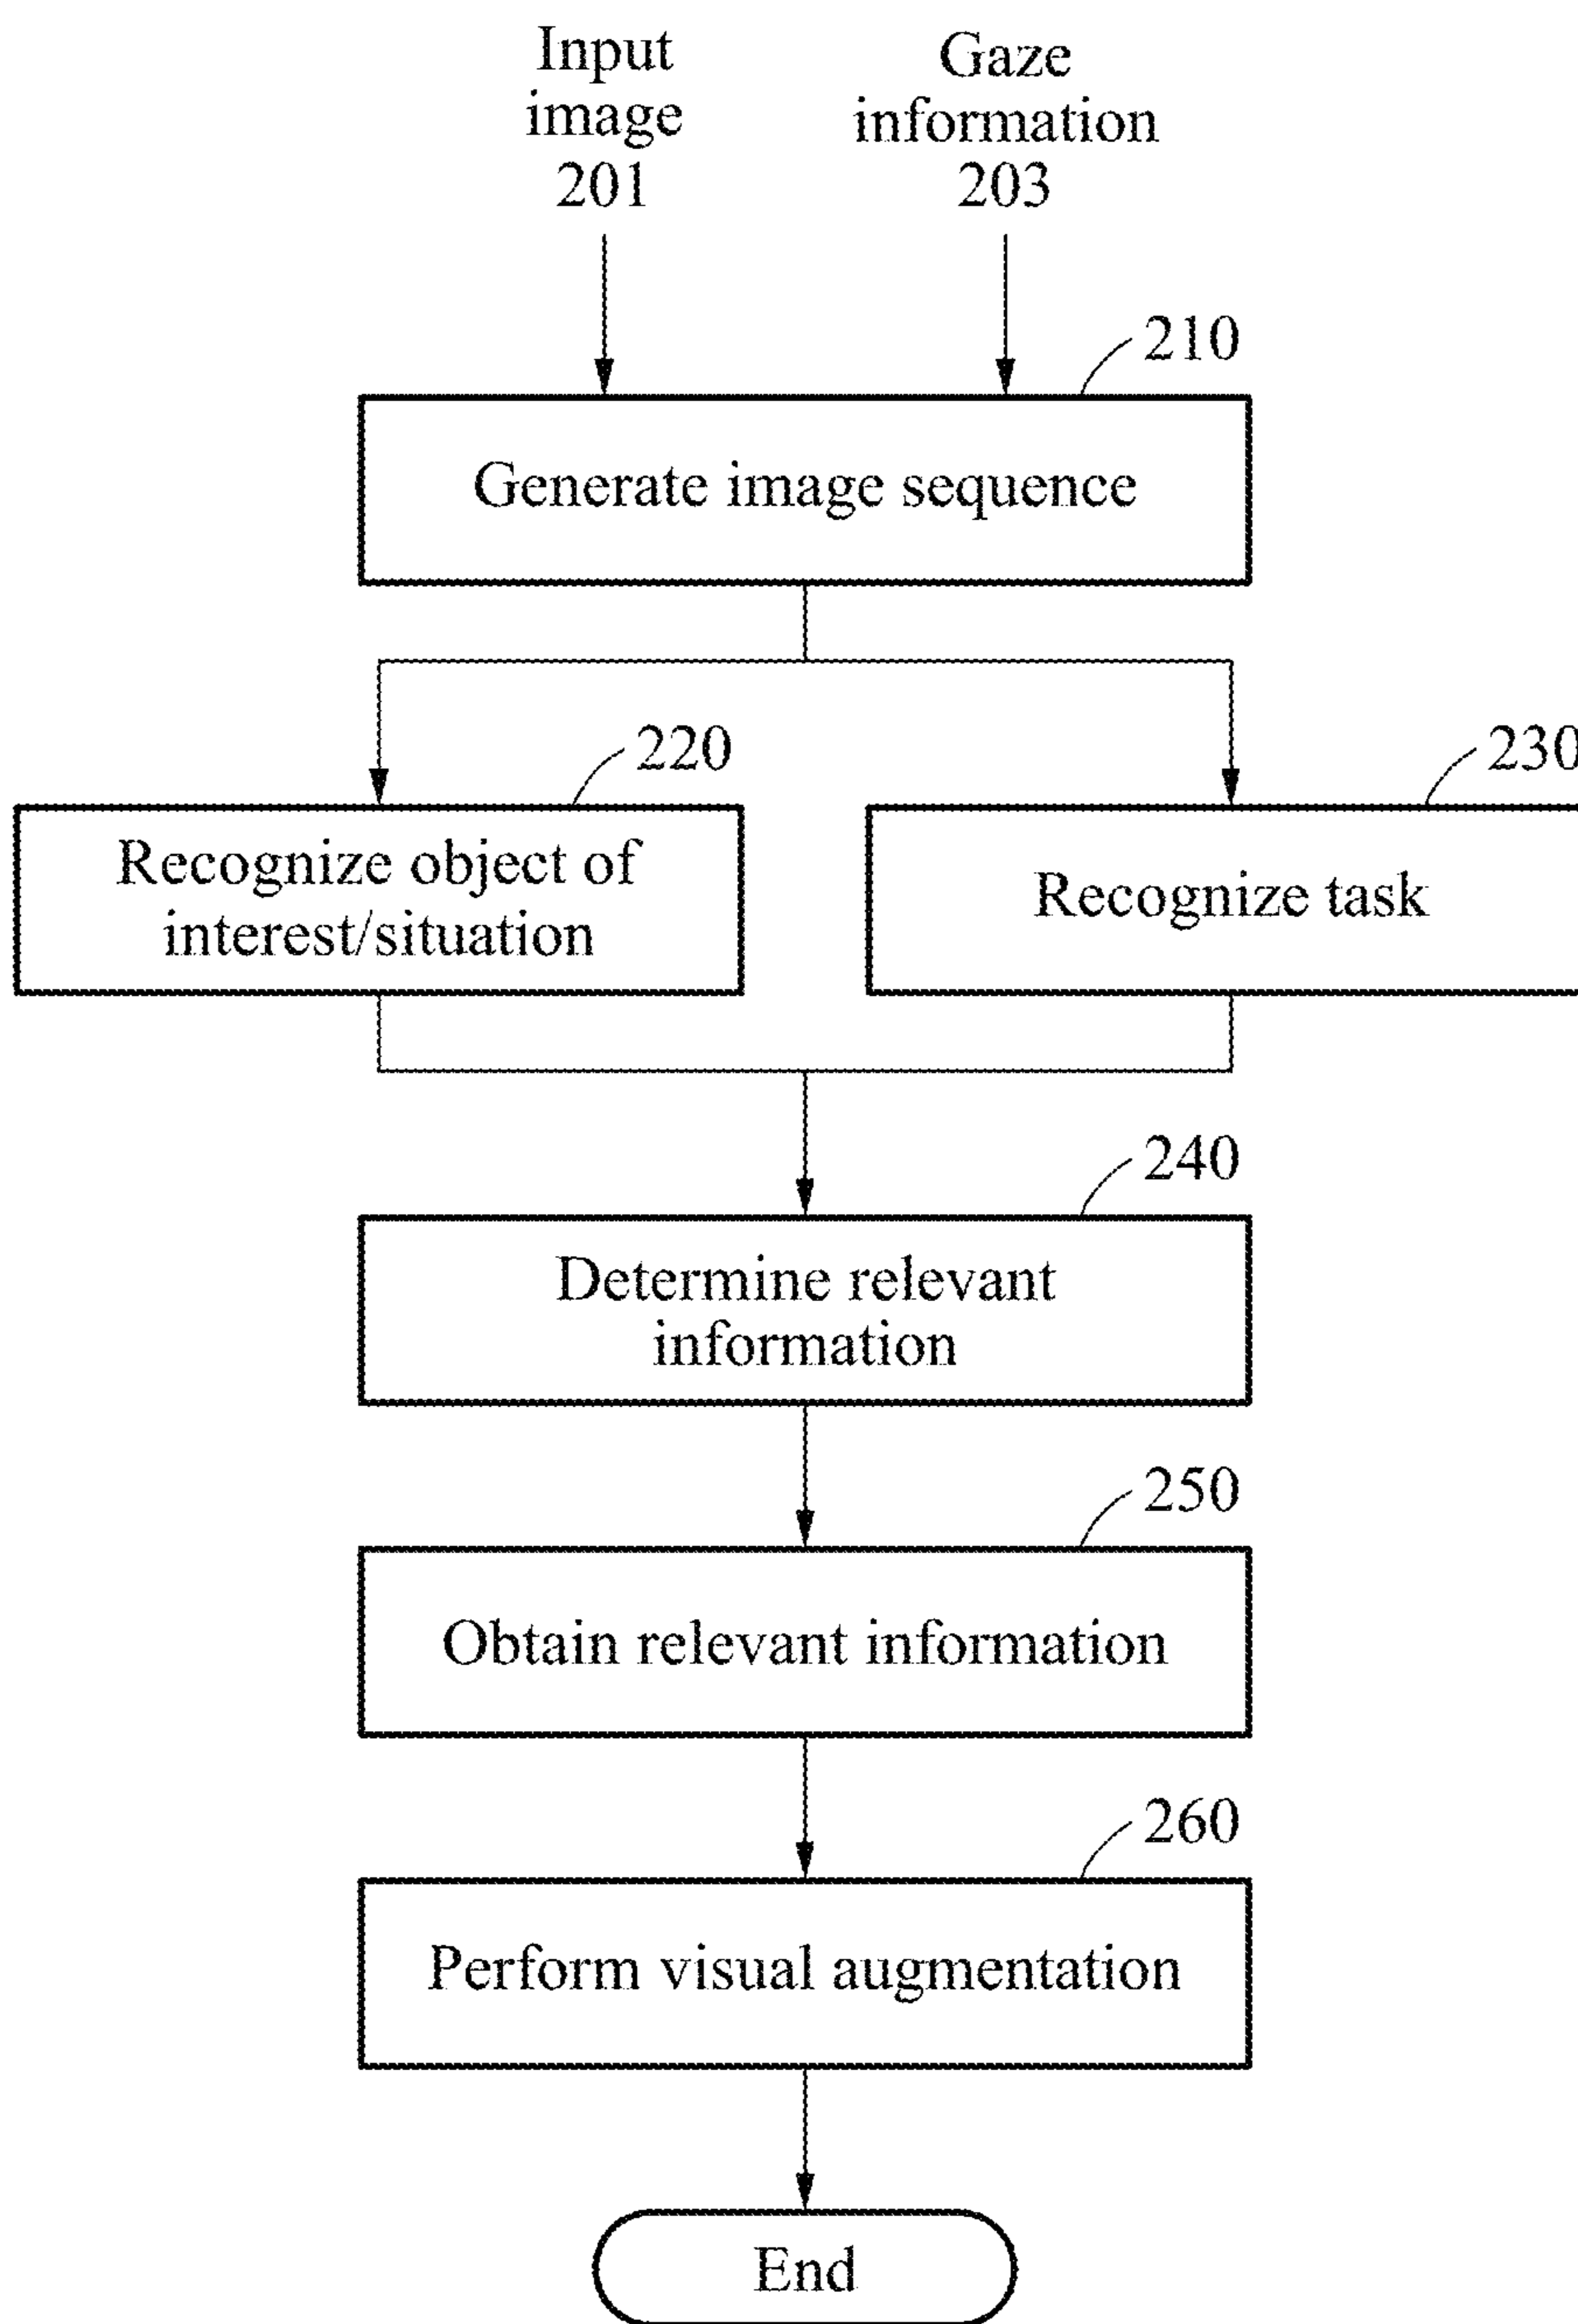 Input
image
201
Gaze
information
203
210
Generate image sequence
220
Recognize object of
interest/situation
230
Recognize task
240
Determine relevant
information
250
Obtain relevant information
260
Perform visual augmentation
End